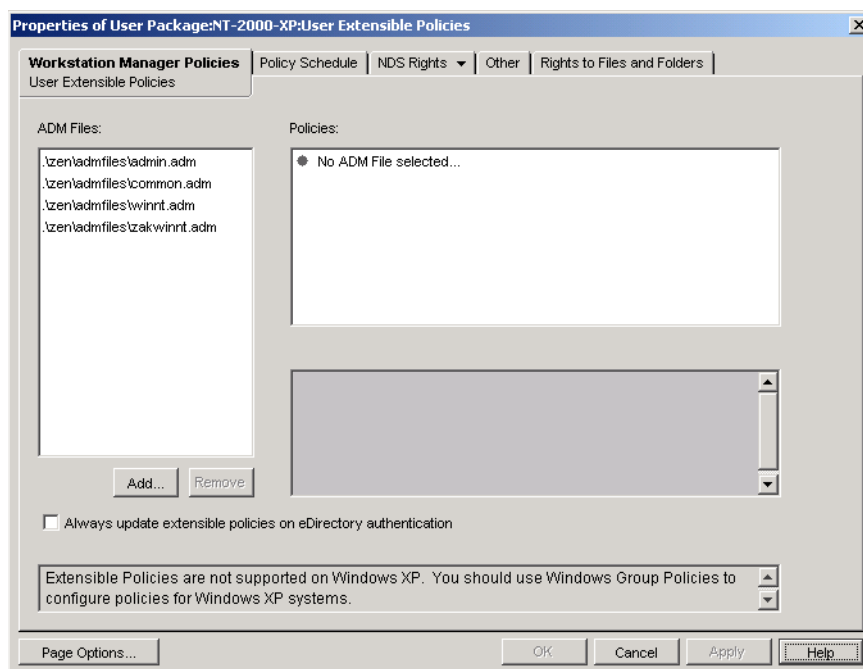 Properties of User Package:NT-2000-XP:User Extensible Policies
Workstation Manager Policies
User Extensible Policies
Policy Schedule
NDS Rights
Other
Rights to Files and Folders
ADM Files:
.\zen\admfiles\admin.adm
.\zen\admfiles\common.adm
.\zen\admfiles\winnt.adm
.\zen\admfiles\zakwinnt.adm
Policies:
No ADM File selected...
Add...
Remove
Always update extensible policies on eDirectory authentication
Extensible Policies are not supported on Windows XP. You should use Windows Group Policies to
configure policies for Windows XP systems.
Page Options...
OK
Cancel
Apply
Help